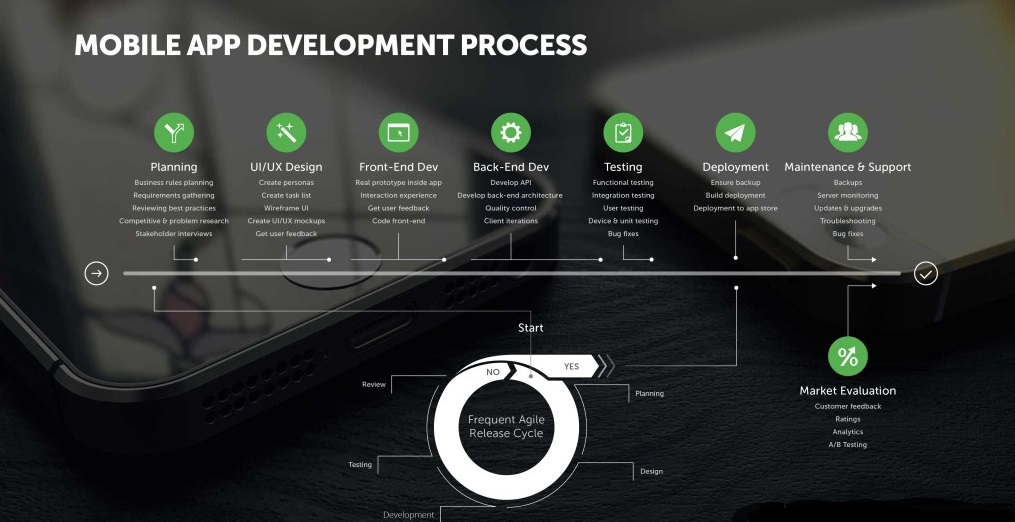 MOBILE APP DEVELOPMENT PROCESS
Planning
Business rules planning
Requirements gathering
Reviewing best practices
Competitive & problem research
Stakeholder interviews
UI/UX Design
Create personas
Create task list
Wireframe UI
Create UI/UX mockups
Get user feedback
Front-End Dev
Real prototype inside app
Interaction experience
Get user feedback
Code front-end
Back-End Dev
Develop API
Develop back-end architecture
Quality control
Client iterations
Testing
Functional testing
Integration testing
User testing
Device & unit testing
Bug fixes
Deployment
Ensure backup
Build deployment
Deployment to app store
Maintenance & Support
Backups
Server monitoring
Updates & upgrades
Troubleshooting
Bug fixes
Start
NO
YES
Review
Planning
Frequent Agile
Release Cycle
Testing
Design
Development
%
Market Evaluation
Customer feedback
Ratings
Analytics
A/B Testing